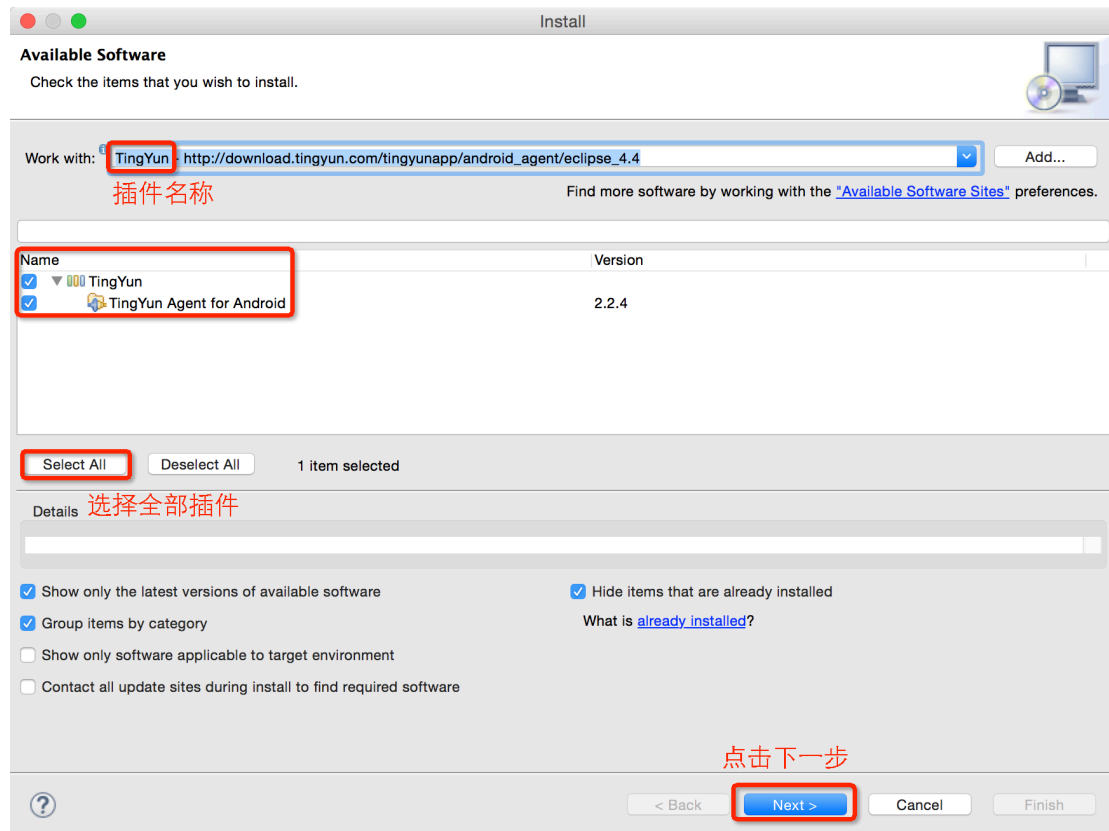 Install
Available Software
Check the items that you wish to install.
Work with: TingYun - http://download.tingyun.com/tingyunapp/android_agent/eclipse_4.4 Add...
插件名称
Find more software by working with the "Available Software Sites" preferences.
Name Version
TingYun
TingYun Agent for Android 2.2.4
Select All Deselect All 1 item selected
选择全部插件
Details
Show only the latest versions of available software Hide items that are already installed
Group items by category What is already installed?
Show only software applicable to target environment
Contact all update sites during install to find required software
点击下一步
? < Back Next > Cancel Finish